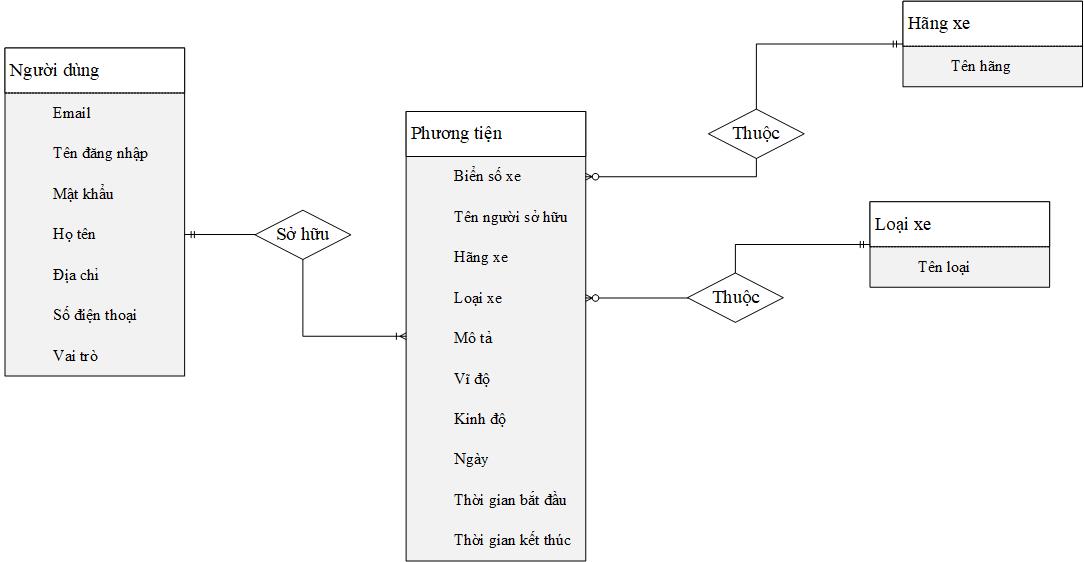 Người dùng
Email
Tên đăng nhập
Mật khẩu
Họ tên
Địa chỉ
Số điện thoại
Vai trò
Sở hữu
Phương tiện
Biển số xe
Tên người sở hữu
Hãng xe
Loại xe
Mô tả
Vĩ độ
Kinh độ
Ngày
Thời gian bắt đầu
Thời gian kết thúc
Thuộc
Hãng xe
Tên hãng
Thuộc
Loại xe
Tên loại